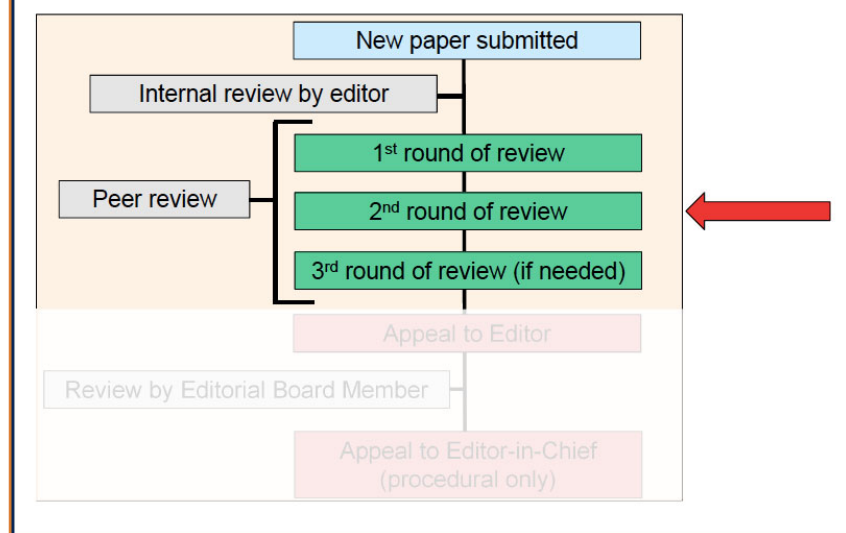 New paper submitted
Internal review by editor
1st round of review
Peer review
2nd round of review
3rd round of review (if needed)
Appeal to Editor
Review by Editorial Board Member
Appeal to Editor-in-Chief
(procedural only)